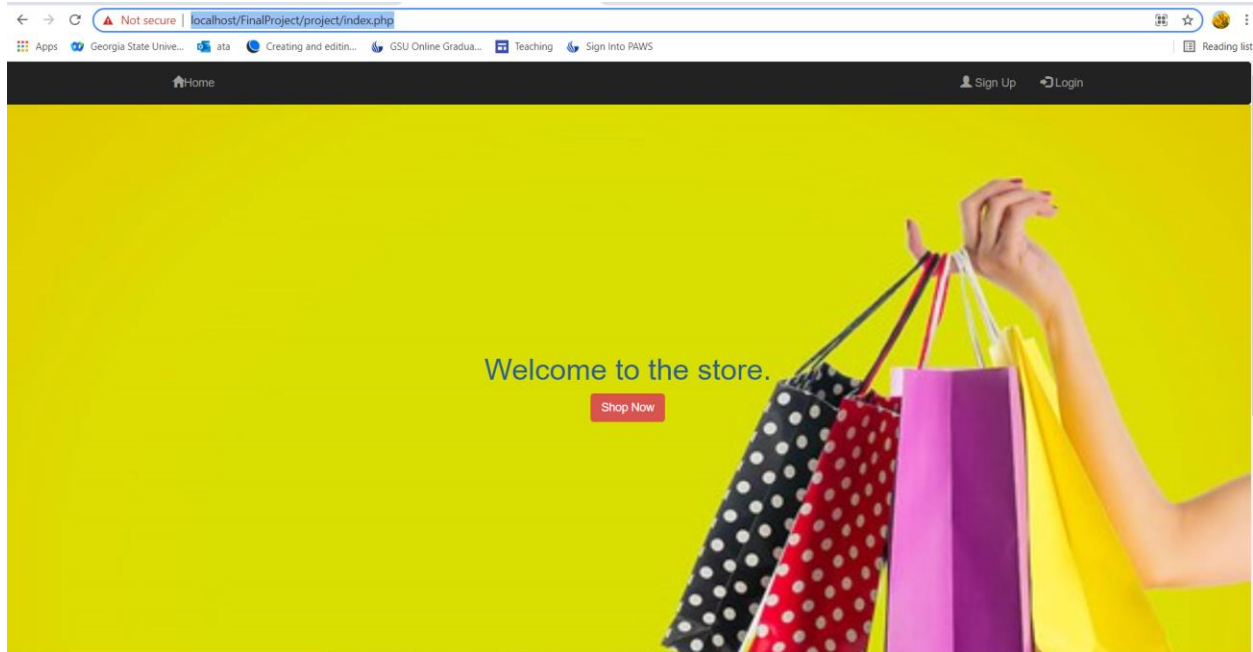 Not secure | localhost/FinalProject/project/index.php
Apps Georgia State Unive... ata Creating and editin... GSU Online Gradua... Teaching Sign Into PAWS Reading list
Home Sign Up Login
Welcome to the store.
Shop Now